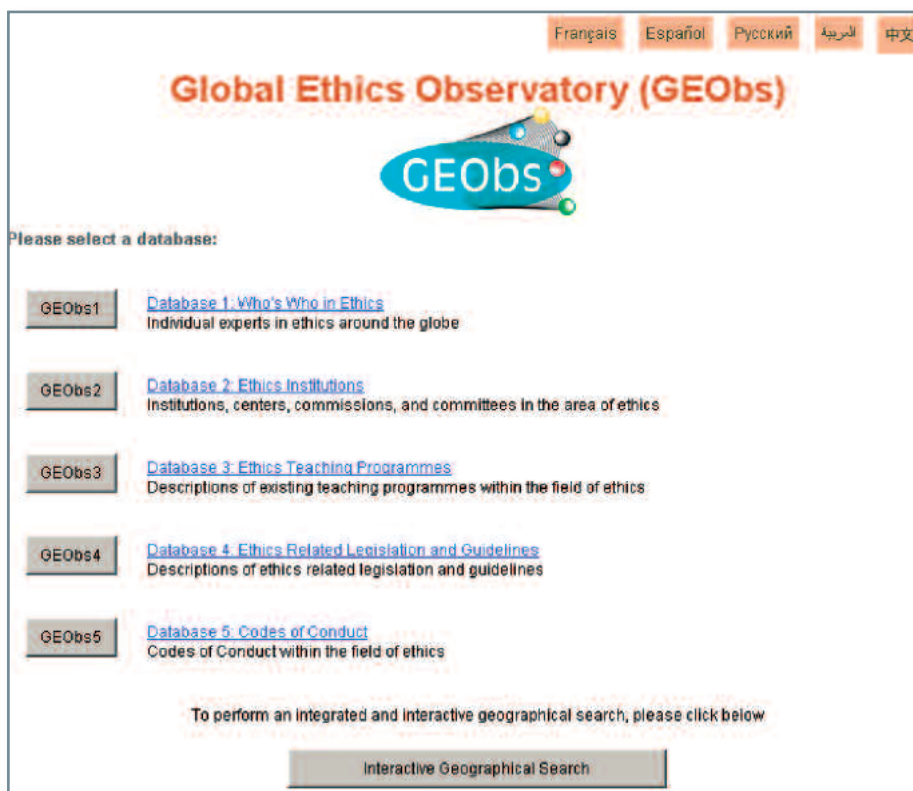 Français Español Русский العربية 中文
Global Ethics Observatory (GEObs)
GEObs
Please select a database:
GEObs1
Database 1: Who's Who in Ethics
Individual experts in ethics around the globe
GEObs2
Database 2: Ethics Institutions
Institutions, centers, commissions, and committees in the area of ethics
GEObs3
Database 3: Ethics Teaching Programmes
Descriptions of existing teaching programmes within the field of ethics
GEObs4
Database 4: Ethics Related Legislation and Guidelines
Descriptions of ethics related legislation and guidelines
GEObs5
Database 5: Codes of Conduct
Codes of Conduct within the field of ethics
To perform an integrated and interactive geographical search, please click below
Interactive Geographical Search